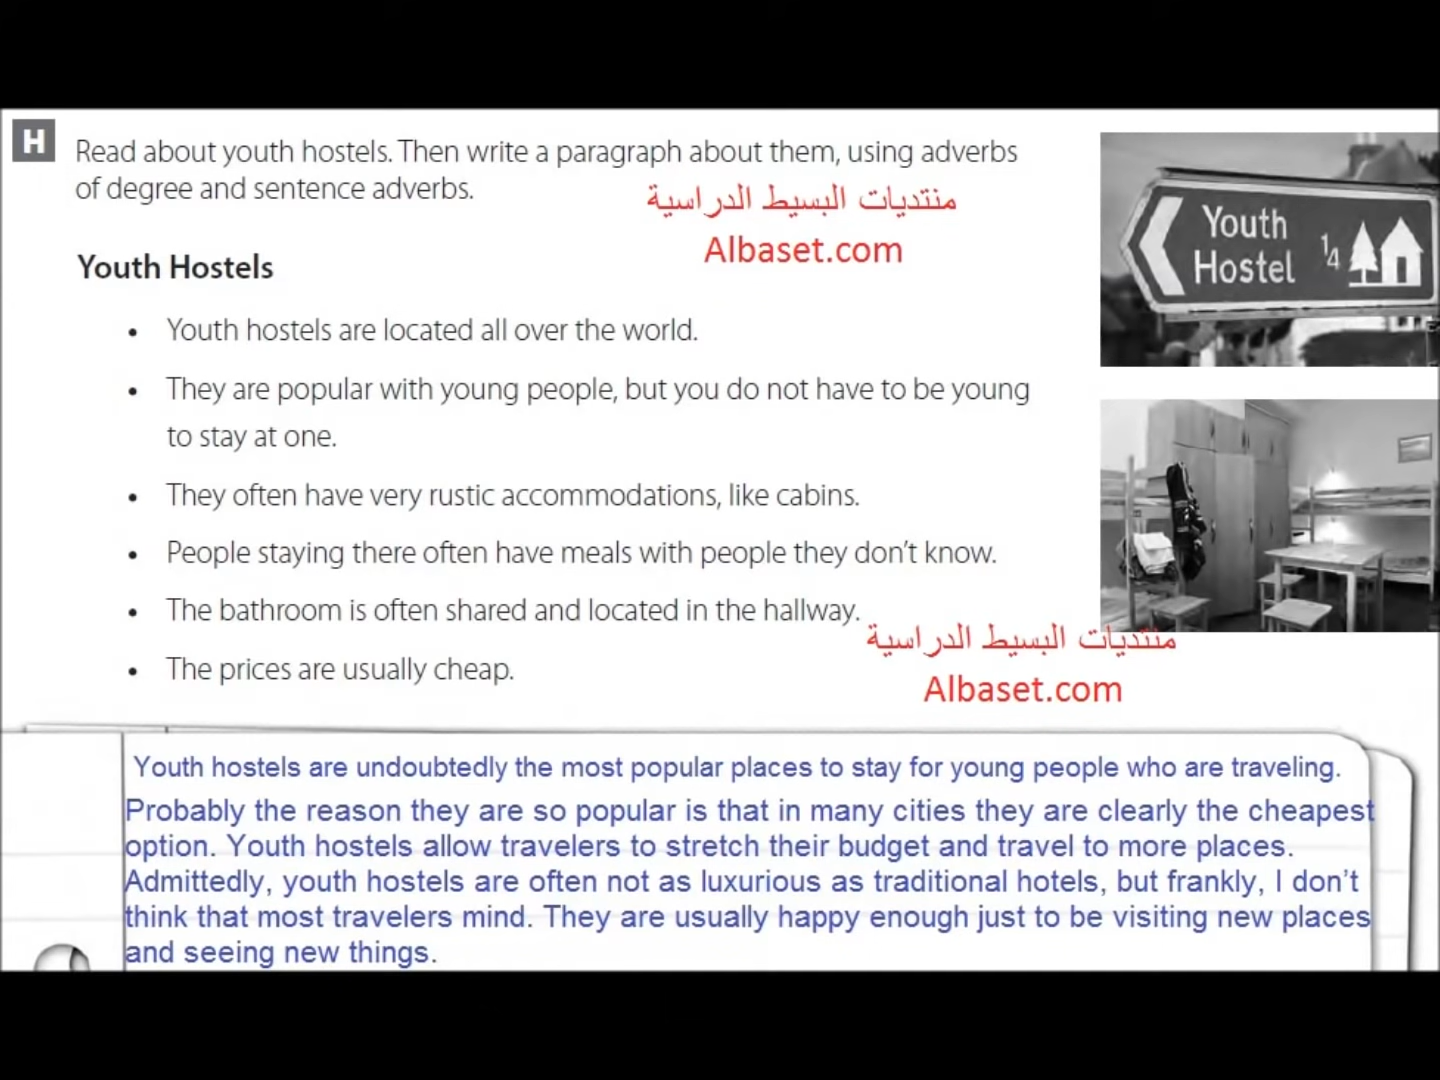 H
Read about youth hostels. Then write a paragraph about them, using adverbs
of degree and sentence adverbs.
منتديات البسيط الدراسية
Albaset.com
Youth Hostels
• Youth hostels are located all over the world.
• They are popular with young people, but you do not have to be young
to stay at one.
• They often have very rustic accommodations, like cabins.
• People staying there often have meals with people they don't know.
• The bathroom is often shared and located in the hallway.
• The prices are usually cheap.
Youth
Hostel ¼
منتديات البسيط الدراسية
Albaset.com
Youth hostels are undoubtedly the most popular places to stay for young people who are traveling.
Probably the reason they are so popular is that in many cities they are clearly the cheapest
option. Youth hostels allow travelers to stretch their budget and travel to more places.
Admittedly, youth hostels are often not as luxurious as traditional hotels, but frankly, I don't
think that most travelers mind. They are usually happy enough just to be visiting new places
and seeing new things.